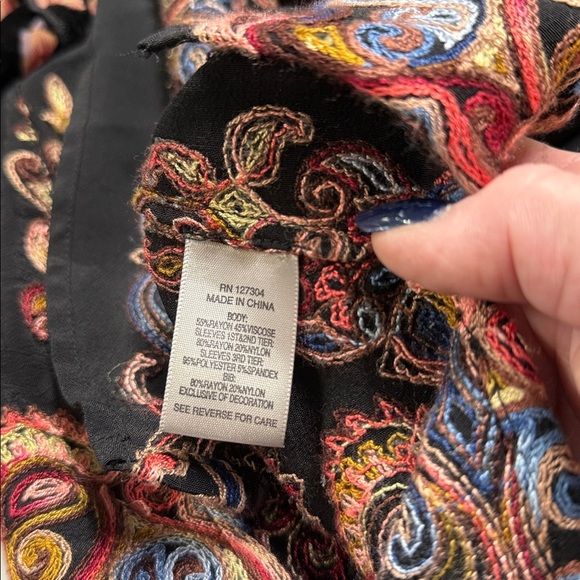 RN 127304
MADE IN CHINA
BODY:
55%RAYON 45%VISCOSE
SLEEVES 1ST&2ND TIER:
80%RAYON 20%NYLON
SLEEVES 3RD TIER:
95%POLYESTER 5%SPANDEX
BIB:
80%RAYON 20%NYLON
EXCLUSIVE OF DECORATION
SEE REVERSE FOR CARE